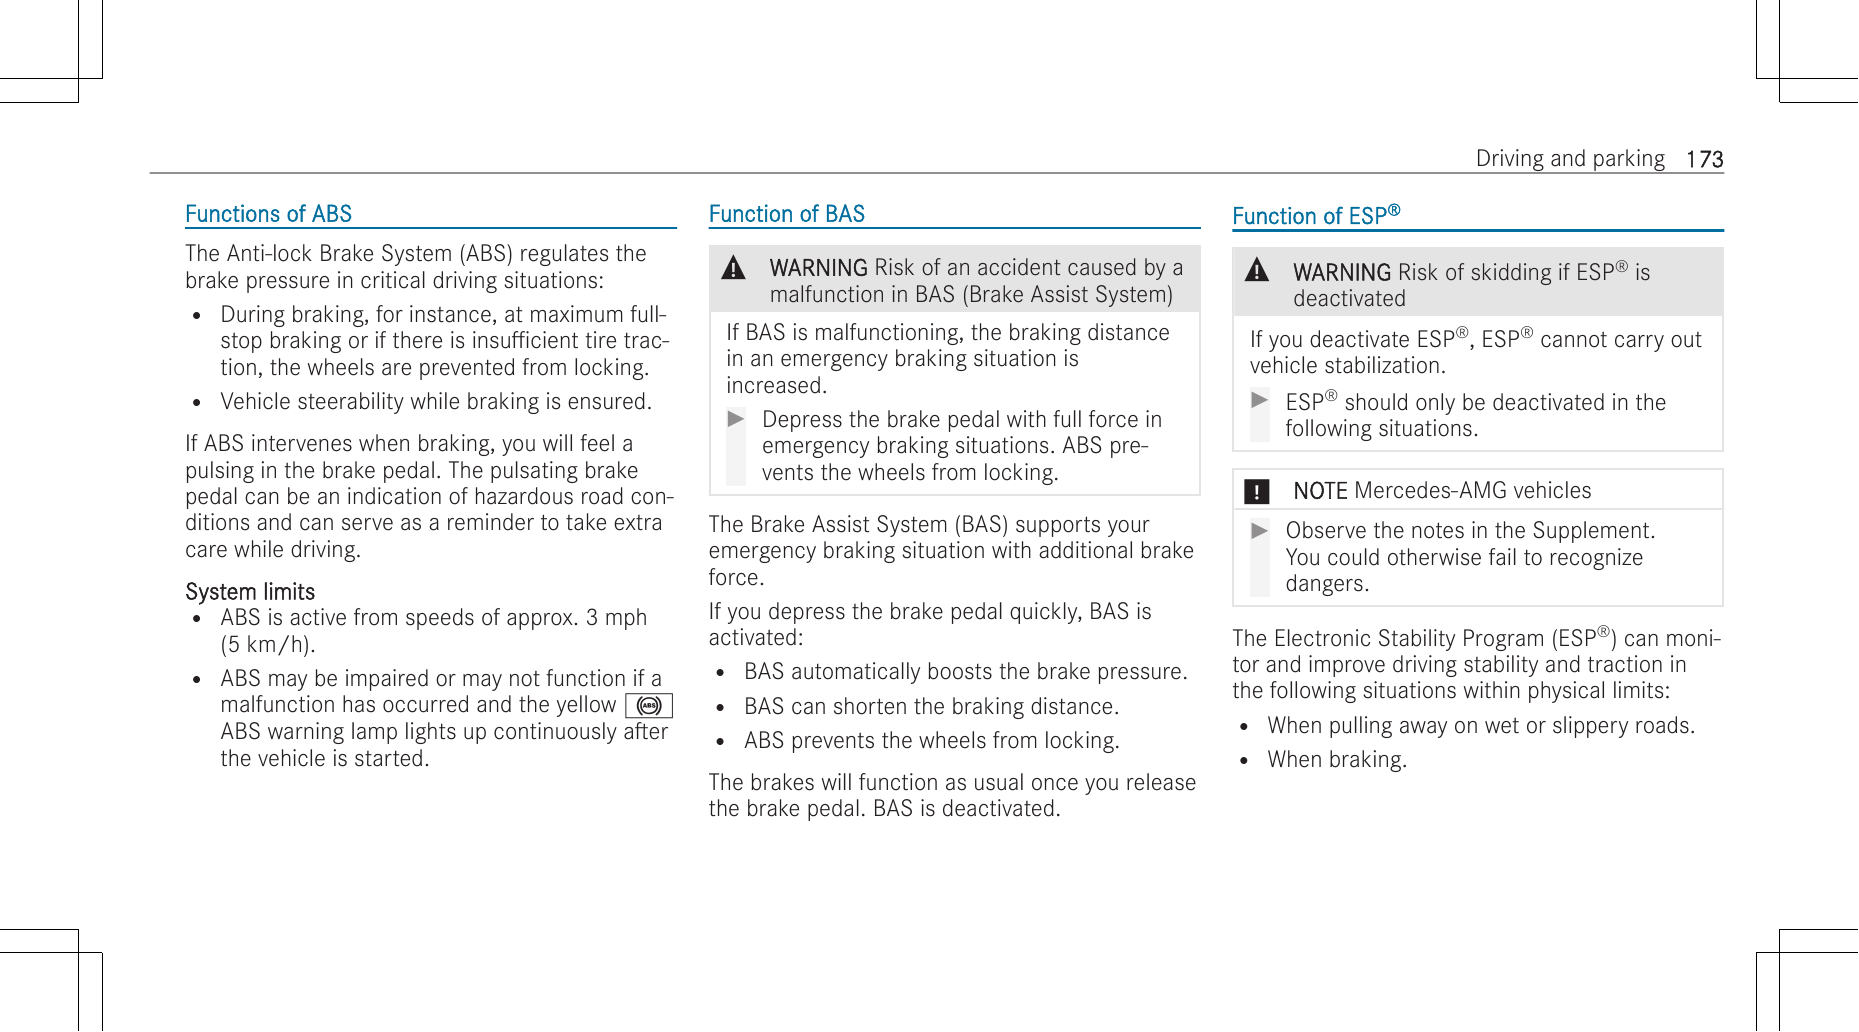 Driving and parking 173
Functions of ABS
The Anti-lock Brake System (ABS) regulates the
brake pressure in critical driving situations:
• During braking, for instance, at maximum full-
stop braking or if there is insufficient tire trac-
tion, the wheels are prevented from locking.
• Vehicle steerability while braking is ensured.
If ABS intervenes when braking, you will feel a
pulsing in the brake pedal. The pulsating brake
pedal can be an indication of hazardous road con-
ditions and can serve as a reminder to take extra
care while driving.
System limits
• ABS is active from speeds of approx. 3 mph
(5 km/h).
• ABS may be impaired or may not function if a
malfunction has occurred and the yellow ABS
ABS warning lamp lights up continuously after
the vehicle is started.
Function of BAS
WARNING Risk of an accident caused by a
malfunction in BAS (Brake Assist System)
If BAS is malfunctioning, the braking distance
in an emergency braking situation is
increased.
▶ Depress the brake pedal with full force in
emergency braking situations. ABS pre-
vents the wheels from locking.
The Brake Assist System (BAS) supports your
emergency braking situation with additional brake
force.
If you depress the brake pedal quickly, BAS is
activated:
• BAS automatically boosts the brake pressure.
• BAS can shorten the braking distance.
• ABS prevents the wheels from locking.
The brakes will function as usual once you release
the brake pedal. BAS is deactivated.
Function of ESP®
WARNING Risk of skidding if ESP® is
deactivated
If you deactivate ESP®, ESP® cannot carry out
vehicle stabilization.
▶ ESP® should only be deactivated in the
following situations.
! NOTE Mercedes-AMG vehicles
▶ Observe the notes in the Supplement.
You could otherwise fail to recognize
dangers.
The Electronic Stability Program (ESP®) can moni-
tor and improve driving stability and traction in
the following situations within physical limits:
• When pulling away on wet or slippery roads.
• When braking.